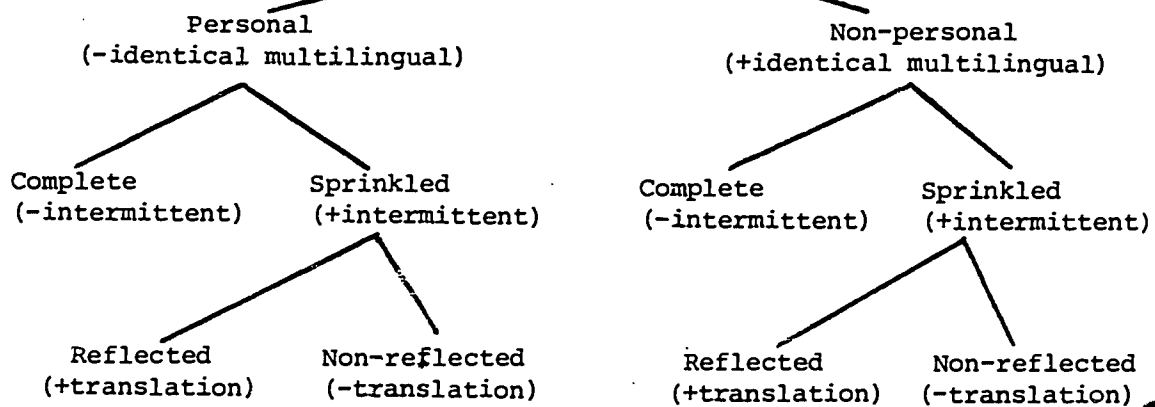 Personal
(-identical multilingual)
Non-personal
(+identical multilingual)
Complete
(-intermittent)
Sprinkled
(+intermittent)
Complete
(-intermittent)
Sprinkled
(+intermittent)
Reflected
(+translation)
Non-reflected
(-translation)
Reflected
(+translation)
Non-reflected
(-translation)